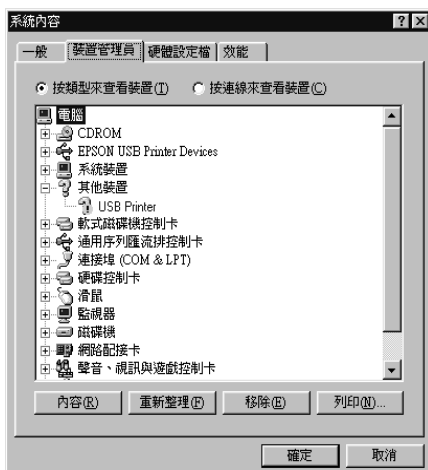 系統內容
一般 裝置管理員 硬體設定檔 效能
按類型來查看裝置(T) 按連線來查看裝置(C)
電腦
CDROM
EPSON USB Printer Devices
系統裝置
其他裝置
USB Printer
軟式磁碟機控制卡
通用序列匯流排控制卡
連接埠 (COM & LPT)
硬碟控制卡
滑鼠
監視器
磁碟機
網路配接卡
聲音、視訊與遊戲控制卡
內容(R) 重新整理(F) 移除(E) 列印(N)...
確定 取消